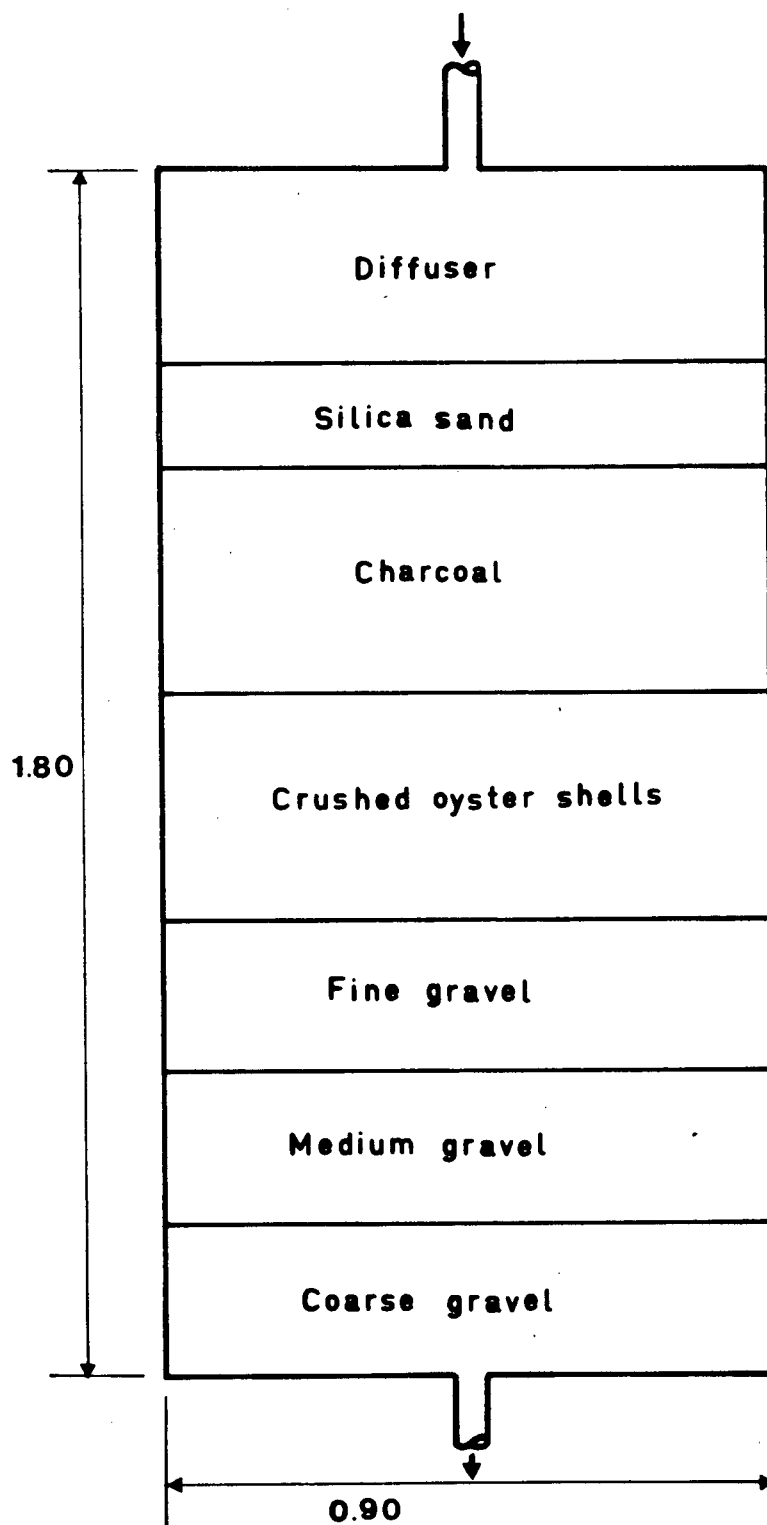 Diffuser
Silica sand
Charcoal
1.80
Crushed oyster shells
Fine gravel
Medium gravel
Coarse gravel
0.90